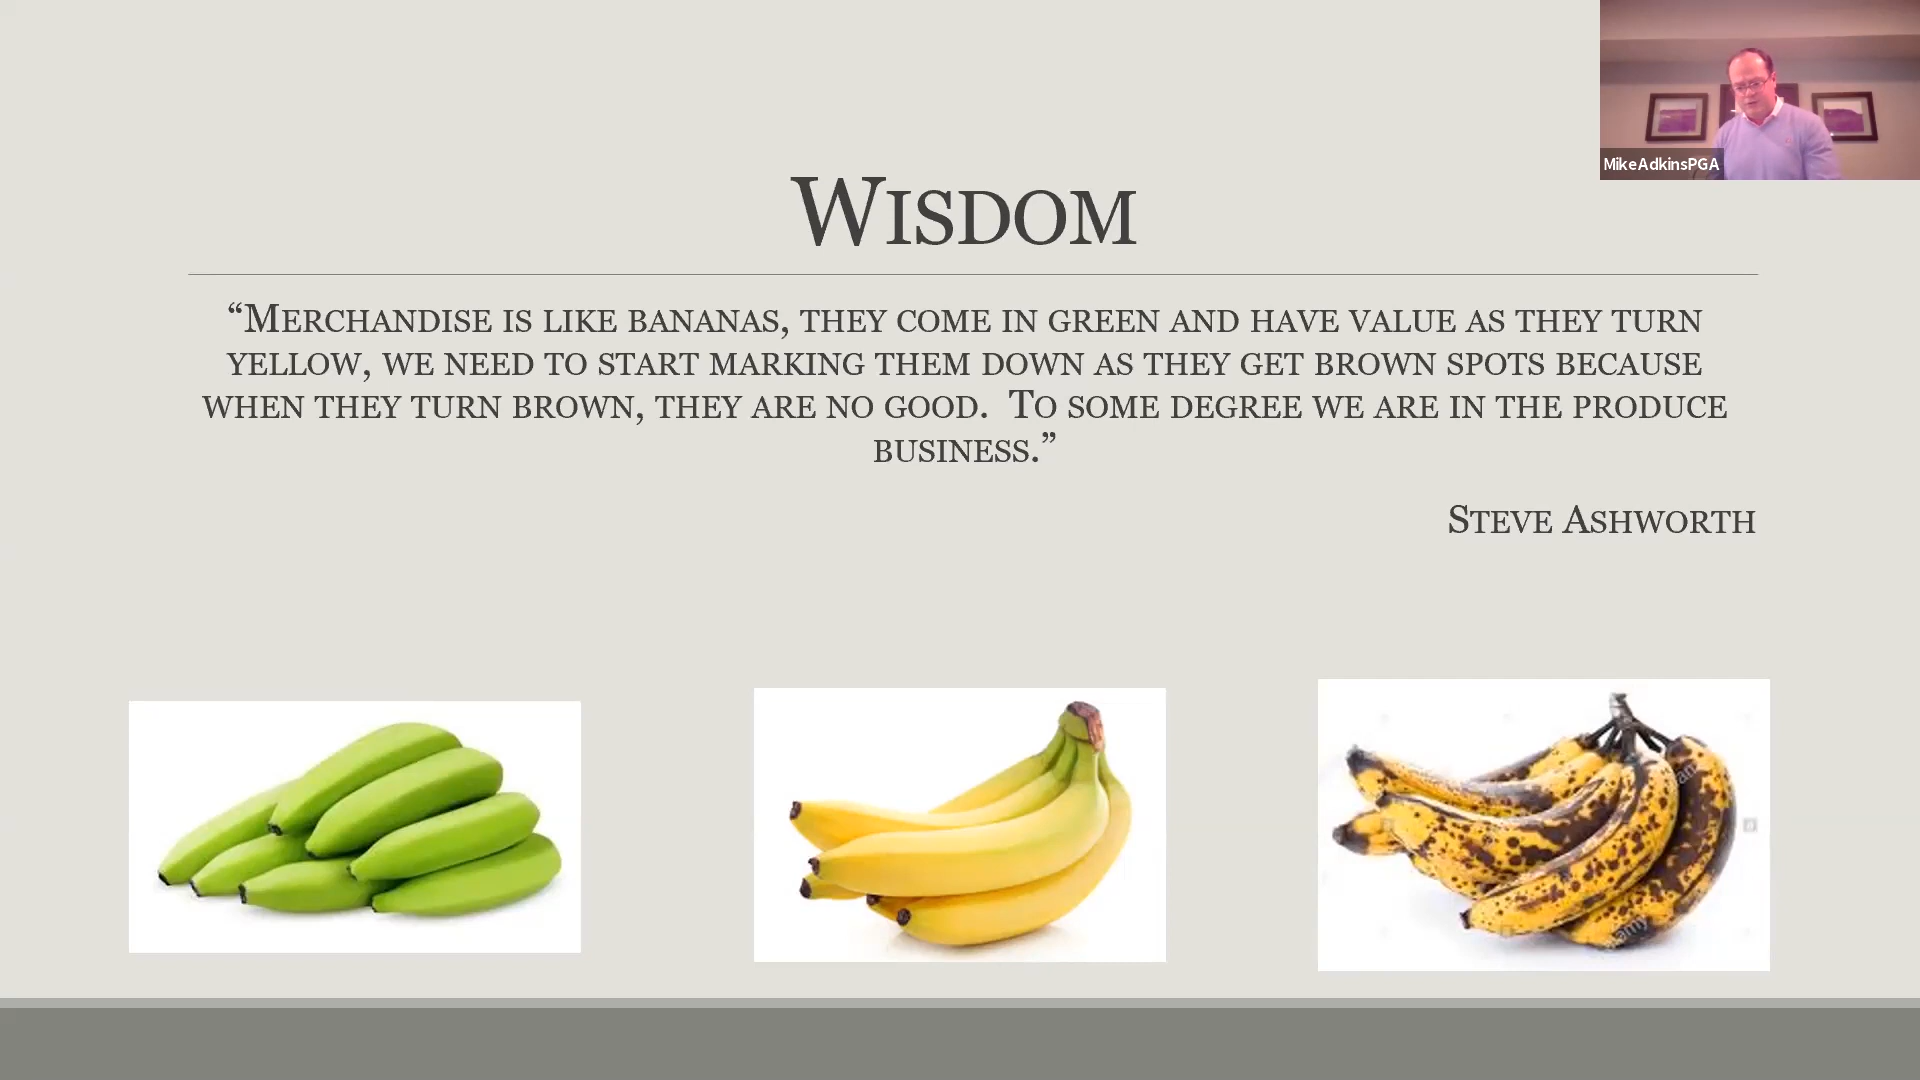 MikeAdkinsPGA
Wisdom
“Merchandise is like bananas, they come in green and have value as they turn
yellow, we need to start marking them down as they get brown spots because
when they turn brown, they are no good.  To some degree we are in the produce
business.”
Steve Ashworth